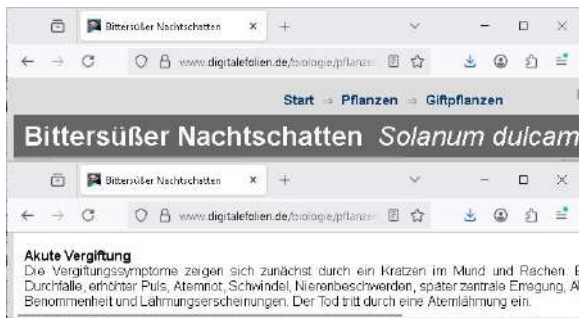 Bittersüßer Nachtschatten
www.digitalefolien.de/biologie/pflanzen
Start ⇒ Pflanzen ⇒ Giftpflanzen
Bittersüßer Nachtschatten Solanum dulcam
Bittersüßer Nachtschatten
www.digitalefolien.de/biologie/pflanzen
Akute Vergiftung
Die Vergiftungssymptome zeigen sich zunächst durch ein Kratzen im Mund und Rachen.
Durchfälle, erhöhter Puls, Atemnot, Schwindel, Nierenbeschwerden, später zentrale Erregung,
Benommenheit und Lähmungserscheinungen. Der Tod tritt durch eine Atemlähmung ein.